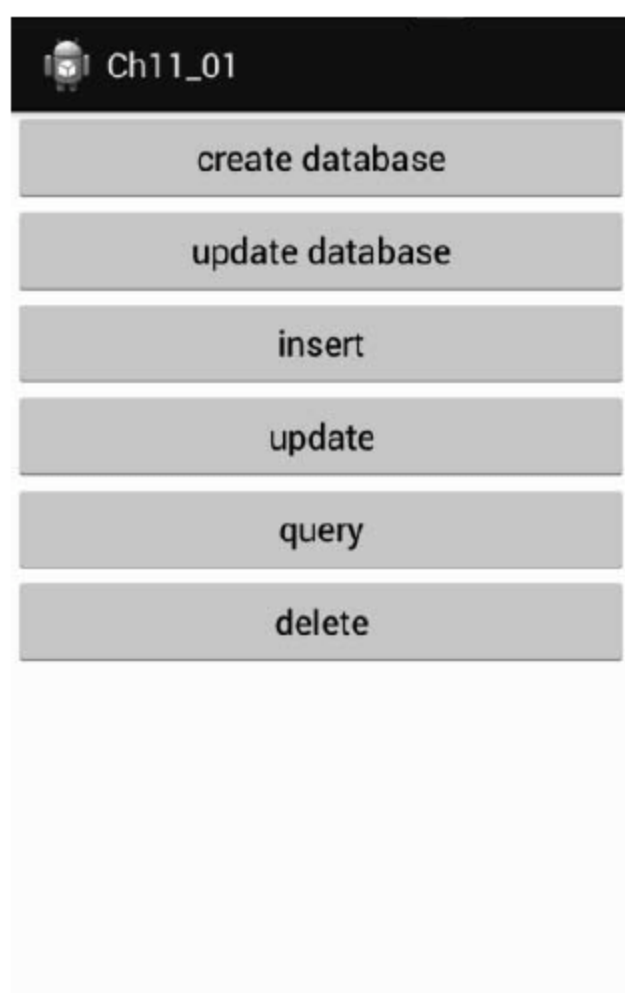 Ch11_01
create database
update database
insert
update
query
delete